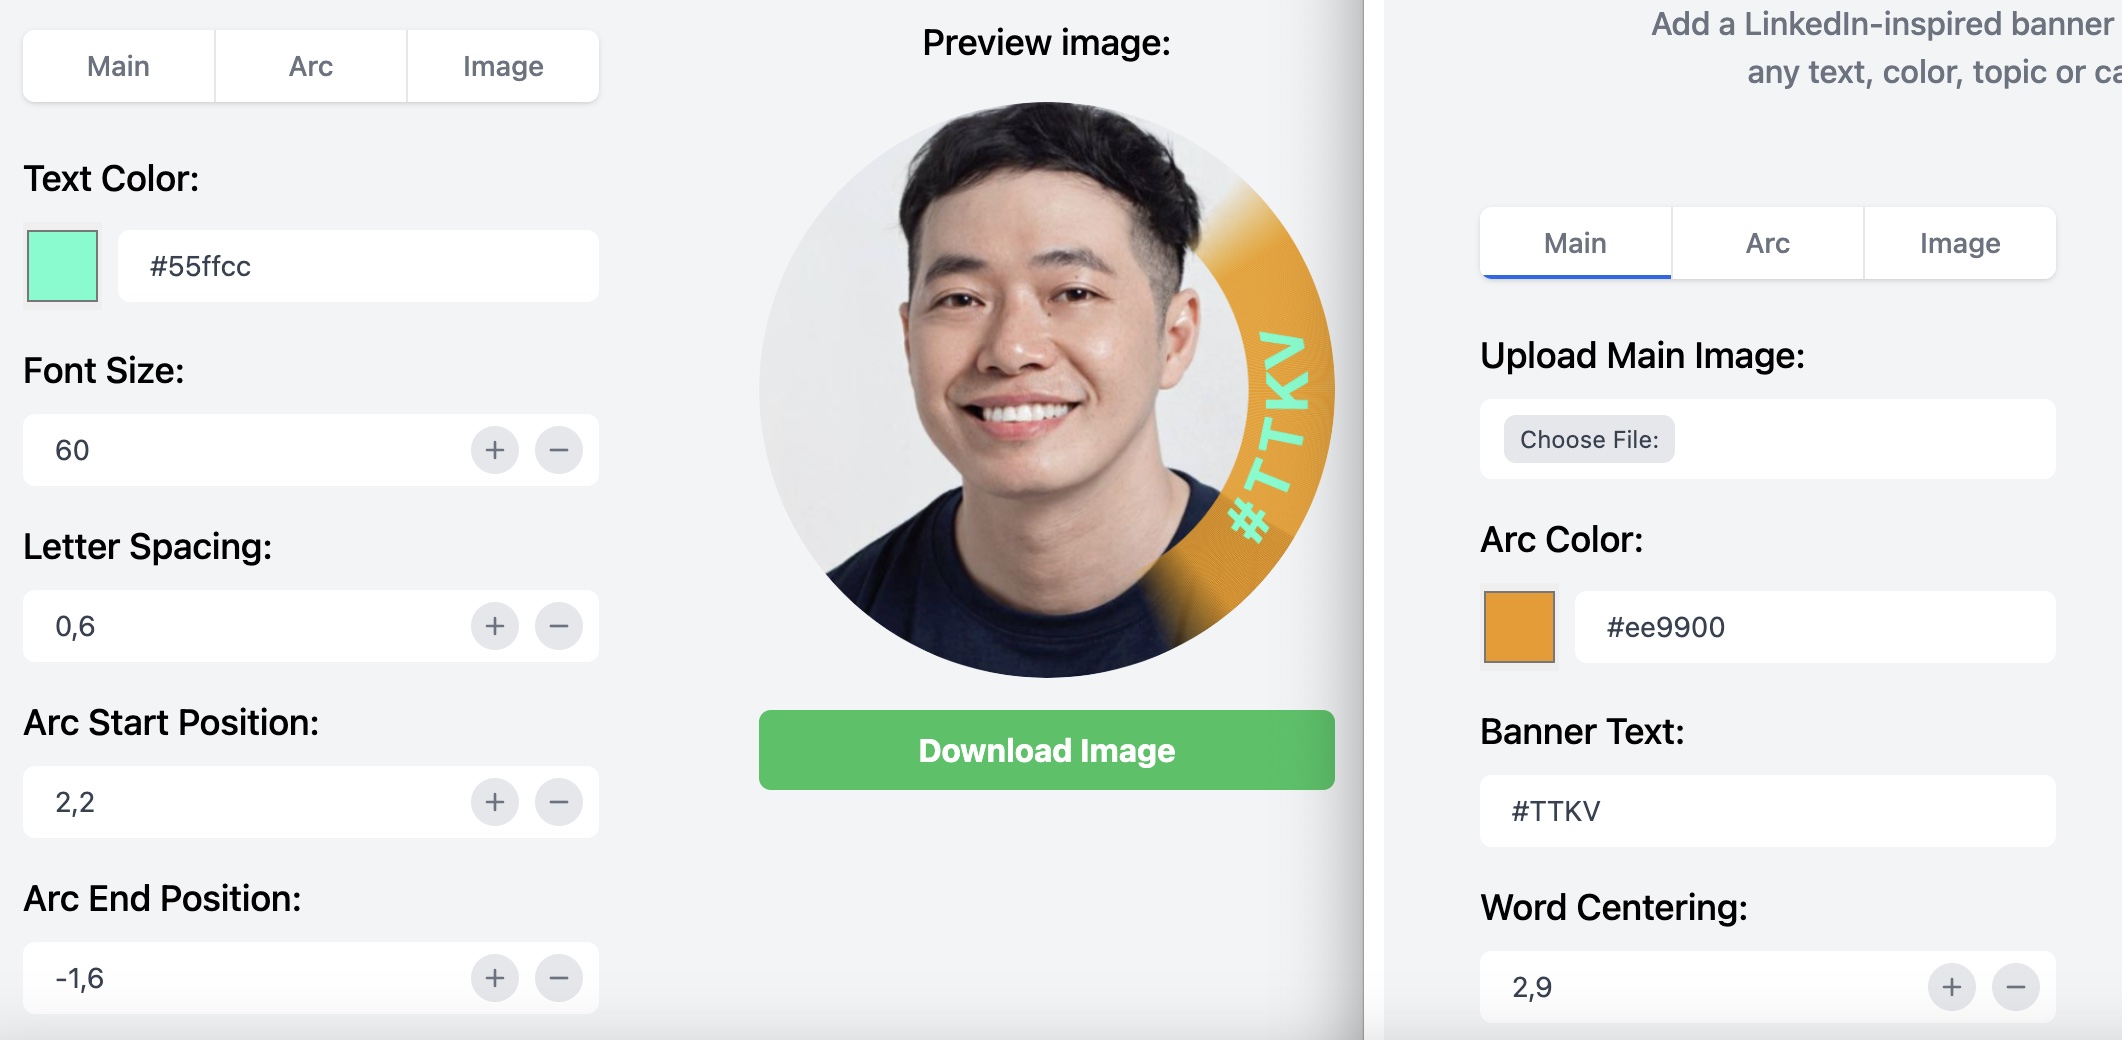 Main
Arc
Image
Text Color:
#55ffcc
Font Size:
60
Letter Spacing:
0,6
Arc Start Position:
2,2
Arc End Position:
-1,6
Preview image:
#TTKV
Download Image
Add a LinkedIn-inspired banner
any text, color, topic or ca
Main
Arc
Image
Upload Main Image:
Choose File:
Arc Color:
#ee9900
Banner Text:
#TTKV
Word Centering:
2,9